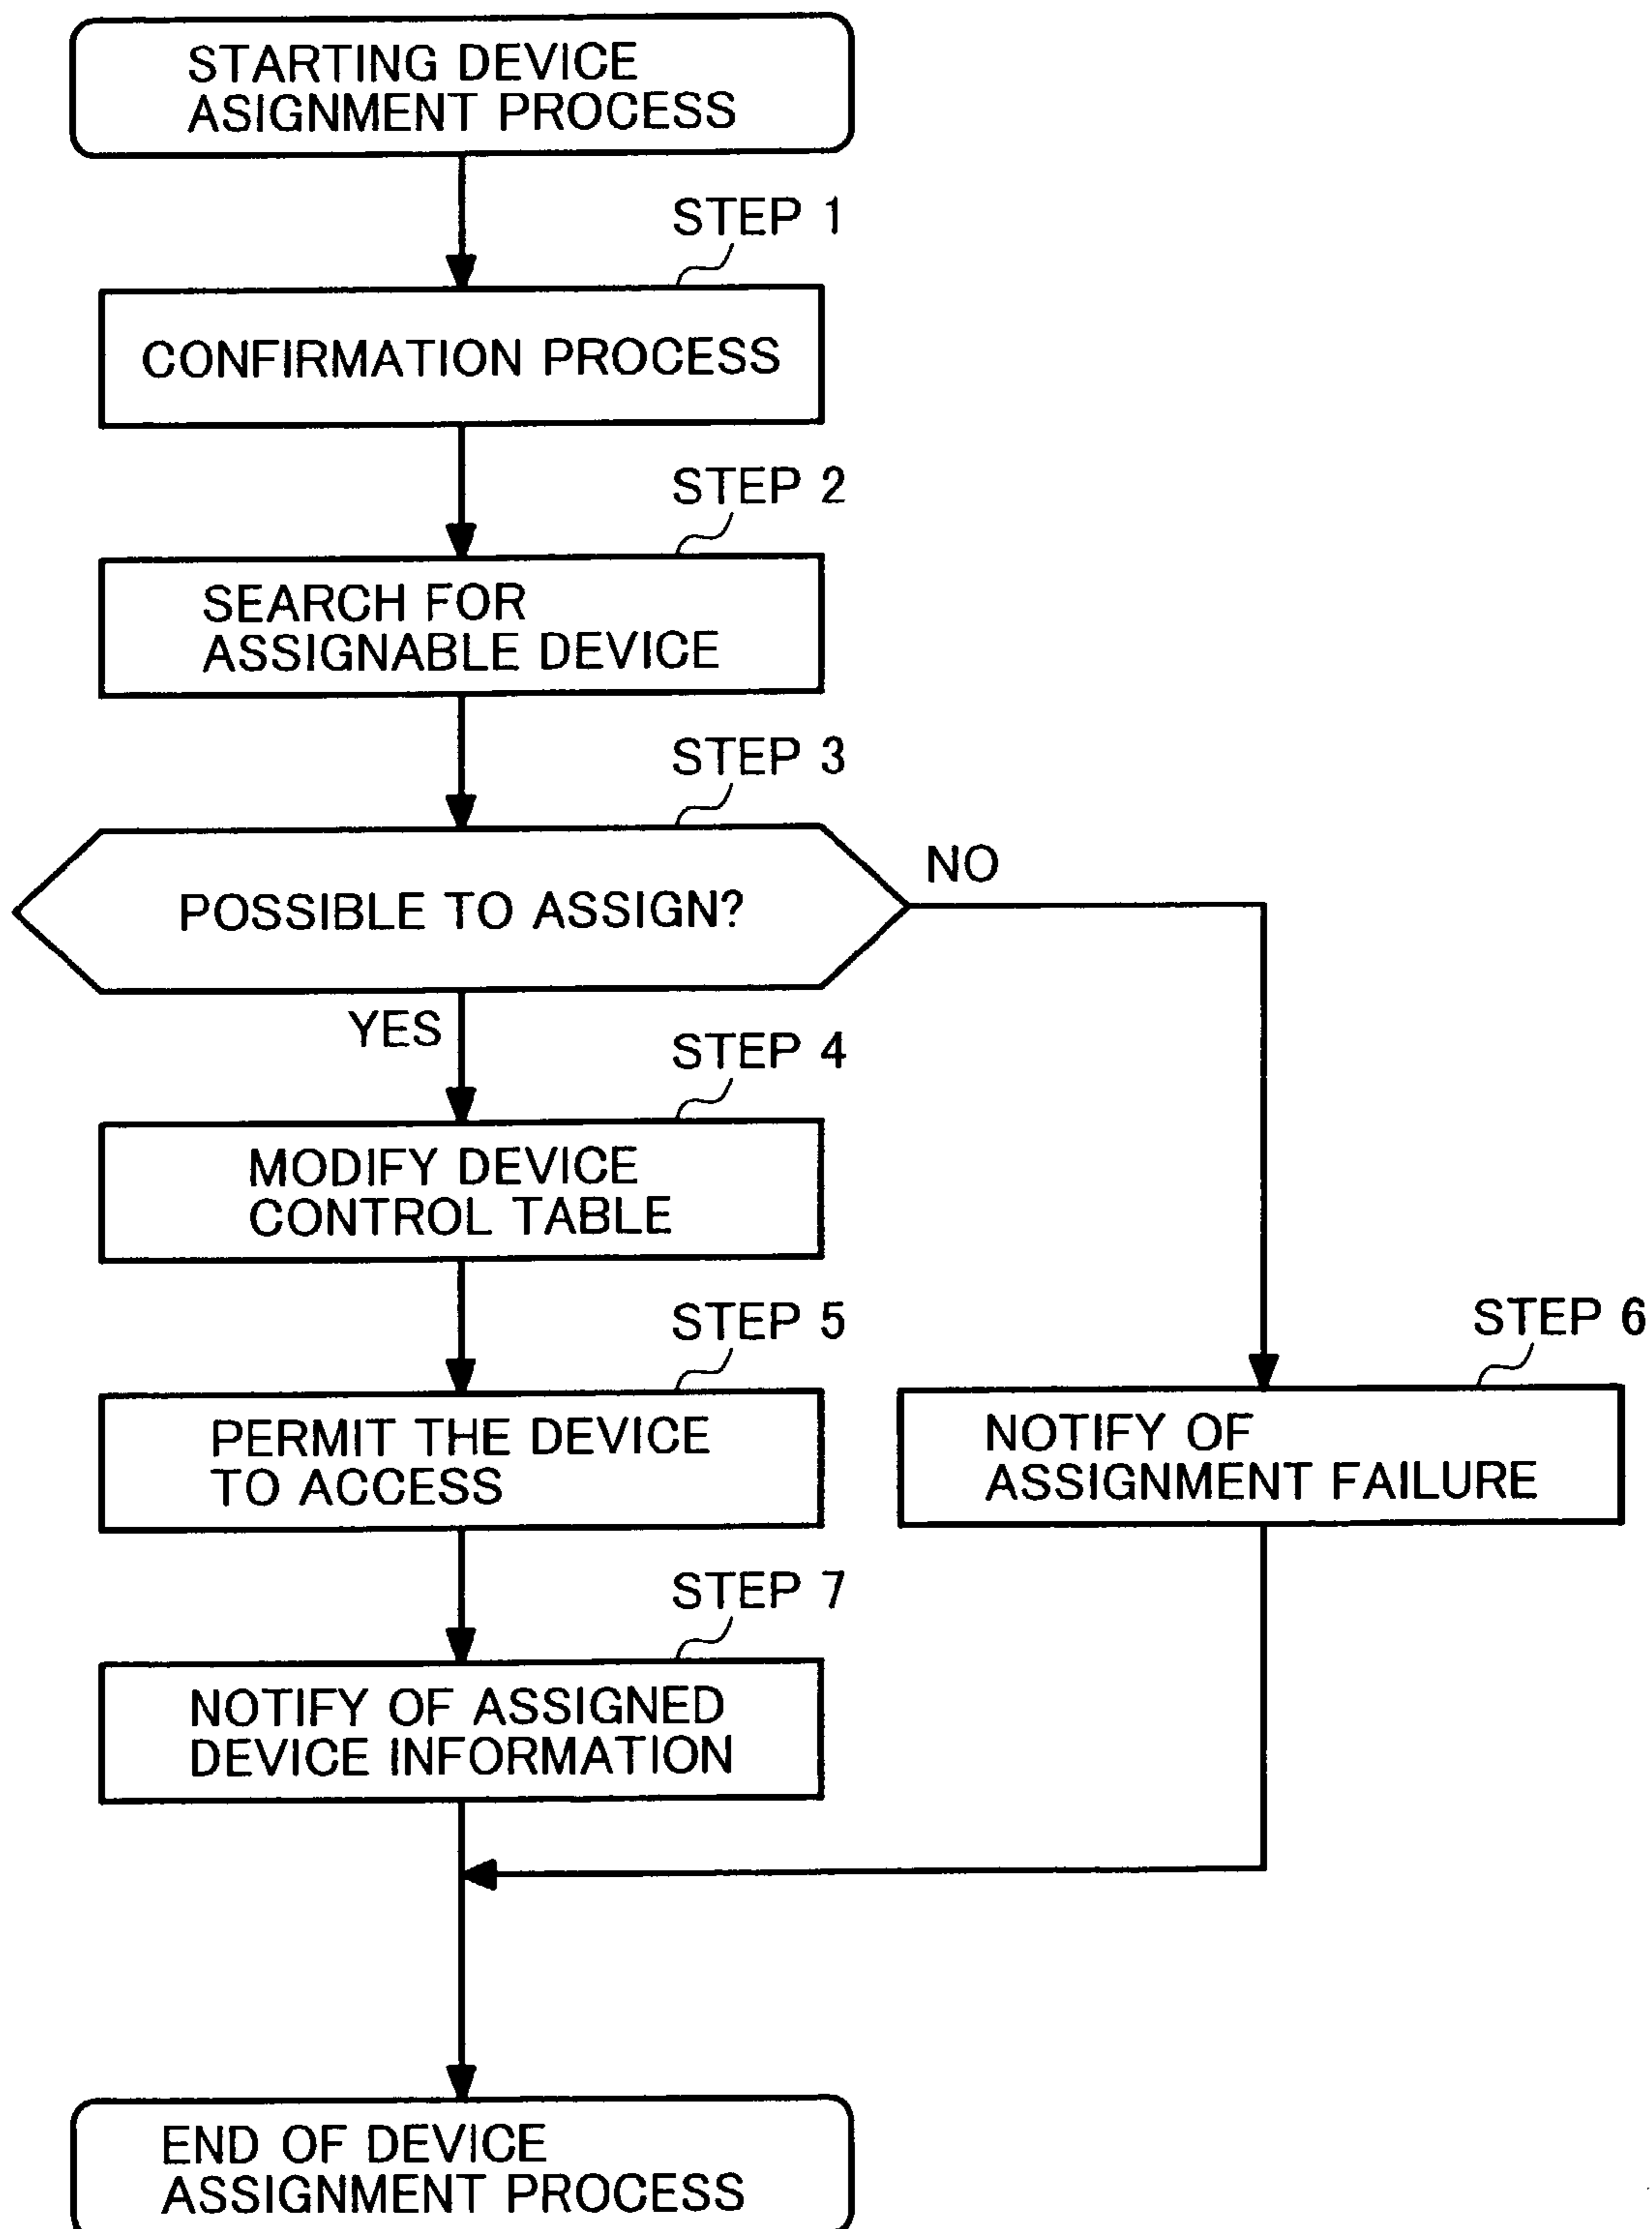 STARTING DEVICE
ASIGNMENT PROCESS
STEP 1
CONFIRMATION PROCESS
STEP 2
SEARCH FOR
ASSIGNABLE DEVICE
STEP 3
POSSIBLE TO ASSIGN?
NO
YES
STEP 4
MODIFY DEVICE
CONTROL TABLE
STEP 5
PERMIT THE DEVICE
TO ACCESS
STEP 6
NOTIFY OF
ASSIGNMENT FAILURE
STEP 7
NOTIFY OF ASSIGNED
DEVICE INFORMATION
END OF DEVICE
ASSIGNMENT PROCESS